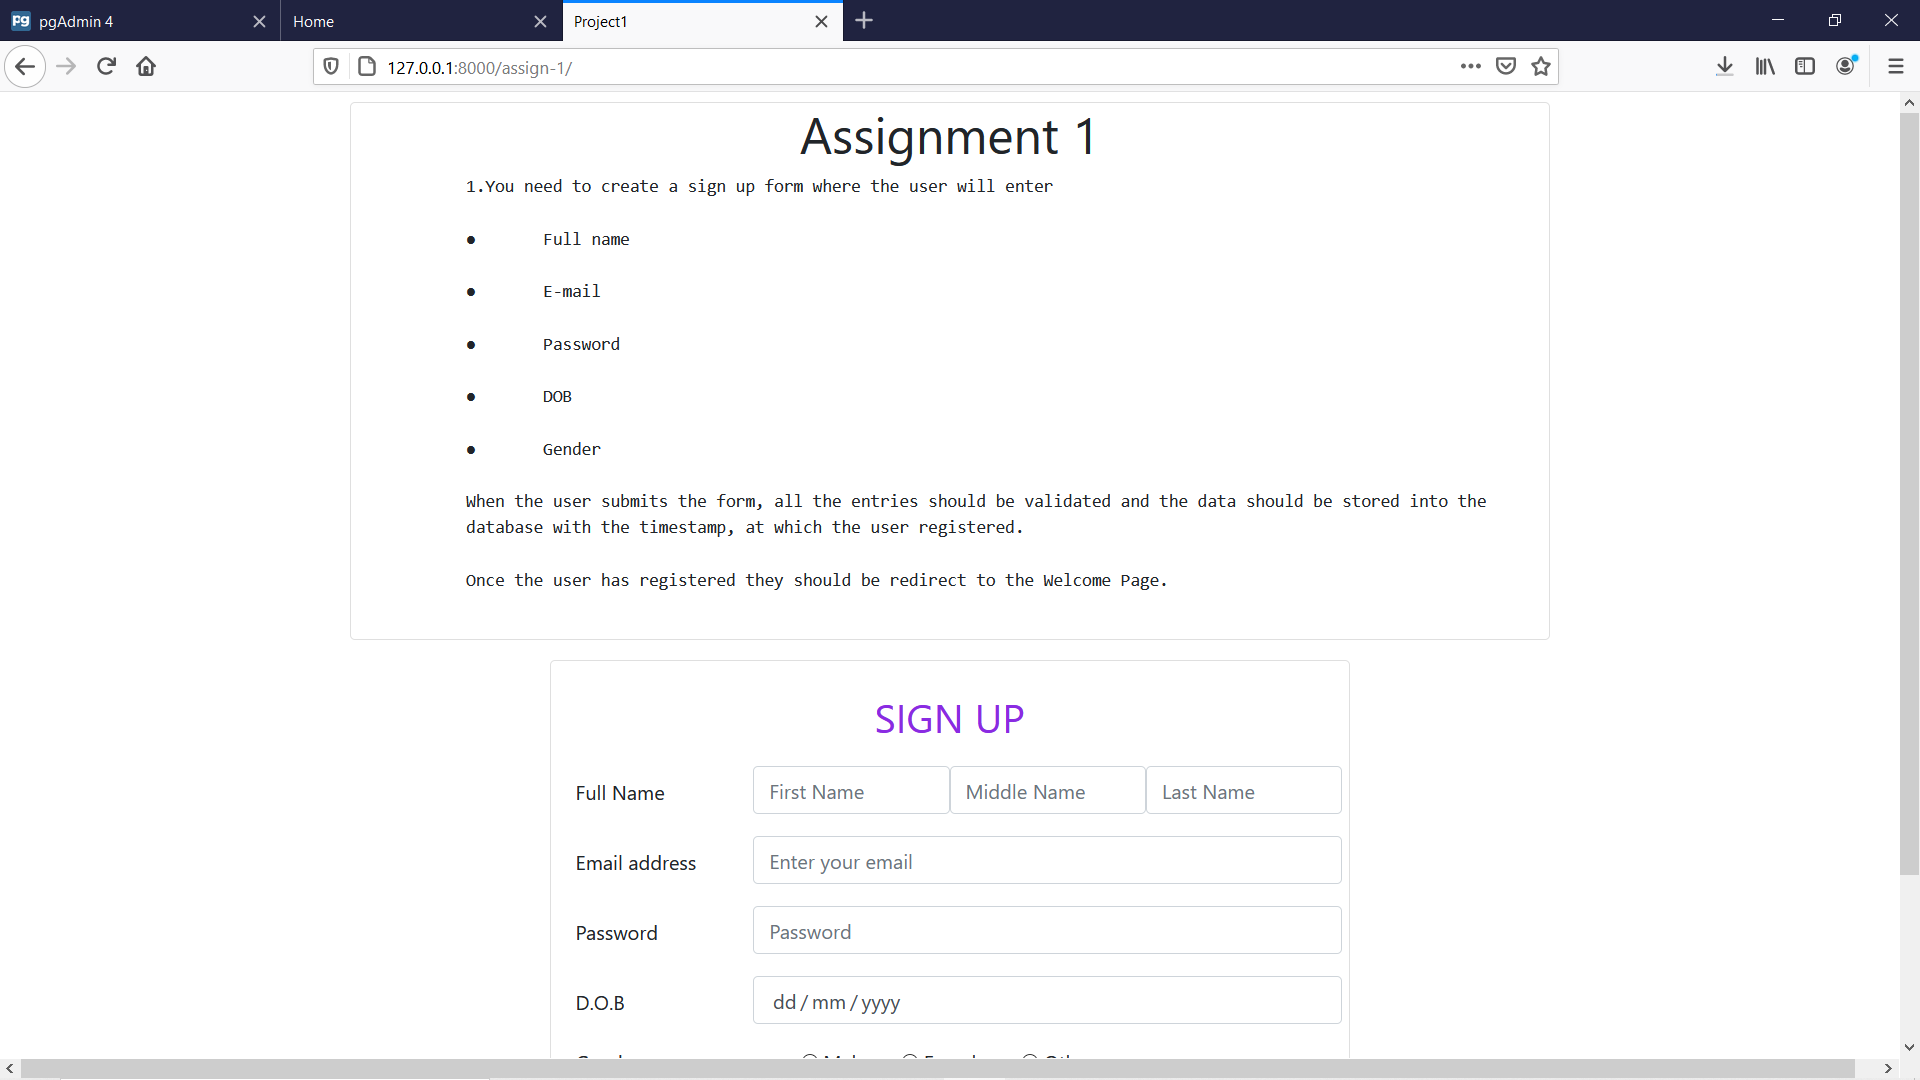 pgAdmin 4
Home
Project1
127.0.0.1:8000/assign-1/
Assignment 1
1.You need to create a sign up form where the user will enter
● Full name
● E-mail
● Password
● DOB
● Gender
When the user submits the form, all the entries should be validated and the data should be stored into the
database with the timestamp, at which the user registered.
Once the user has registered they should be redirect to the Welcome Page.
SIGN UP
Full Name First Name Middle Name Last Name
Email address Enter your email
Password Password
D.O.B dd / mm / yyyy